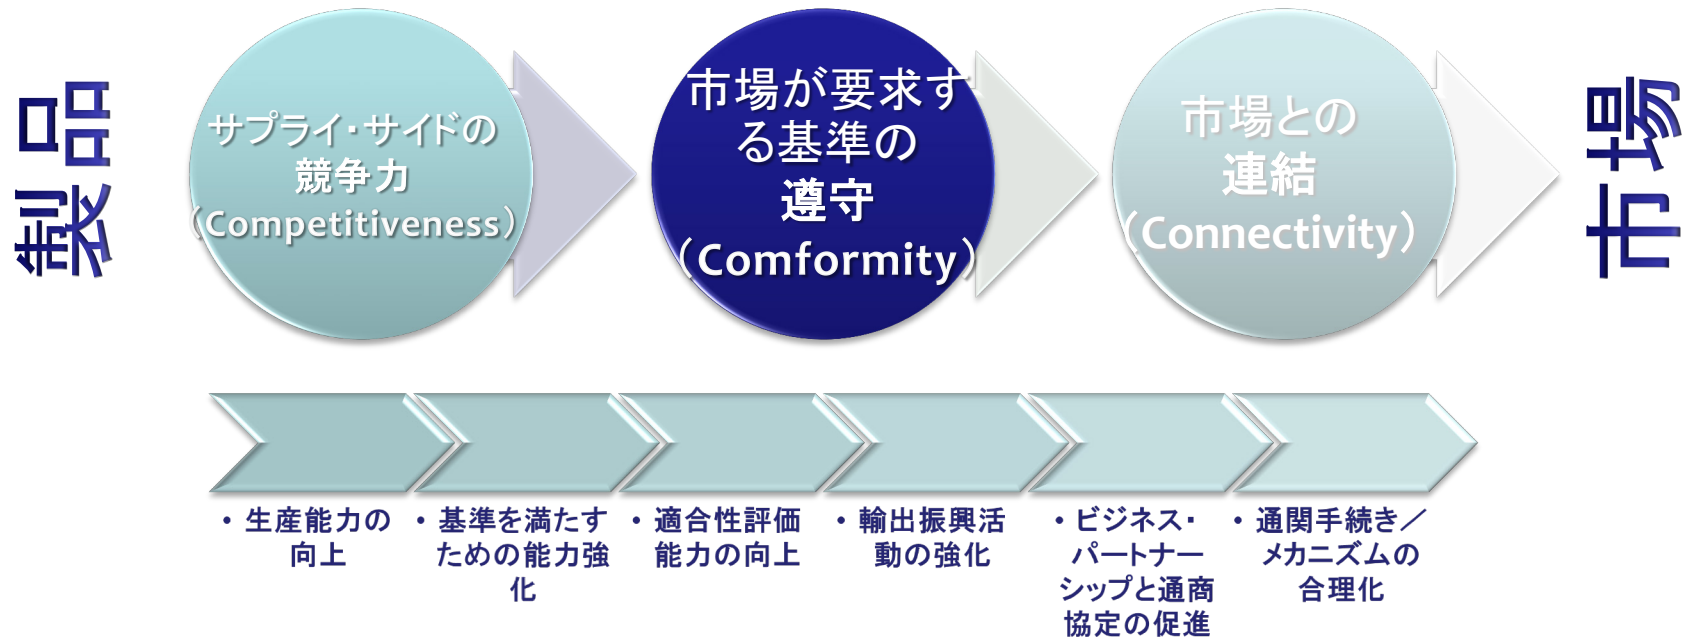 製品
サプライ・サイドの
競争力
（Competitiveness）
市場が要求す
る基準の
遵守
（Comformity）
市場との
連結
（Connectivity）
市場
• 生産能力の
向上
• 基準を満たす
ための能力強
化
• 適合性評価
能力の向上
• 輸出振興活
動の強化
• ビジネス・
パートナー
シップと通商
協定の促進
• 通関手続き／
メカニズムの
合理化